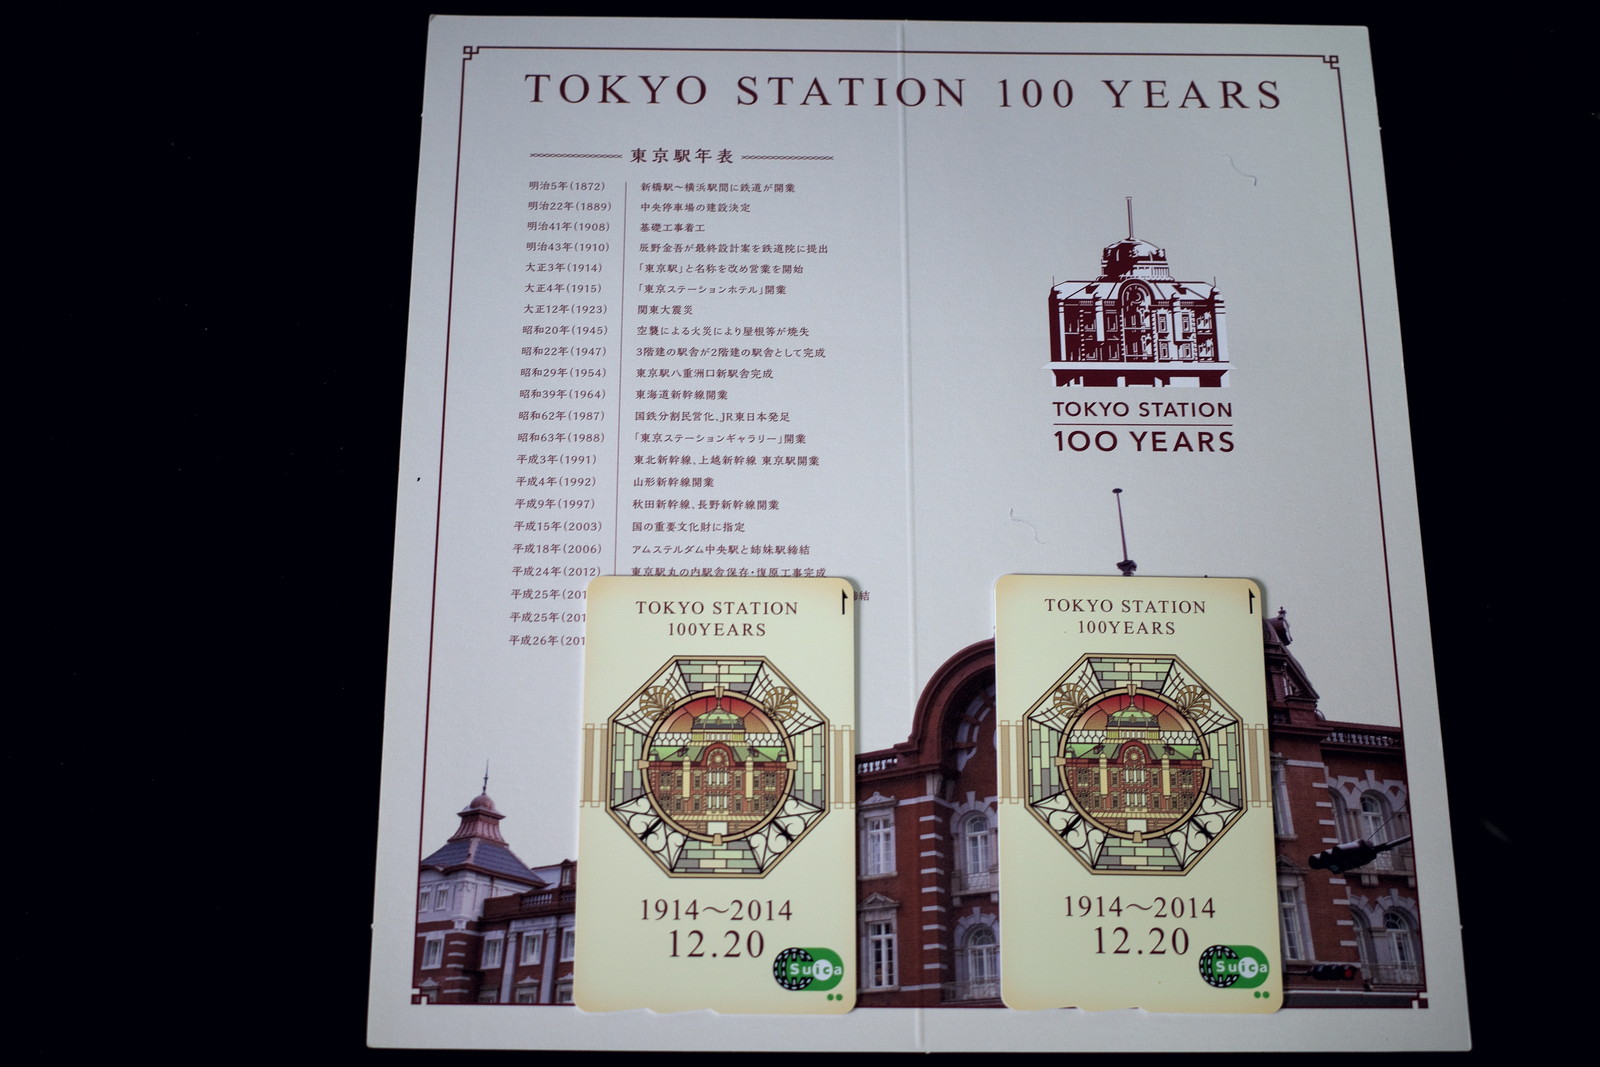 TOKYO STATION 100 YEARS
東京駅年表
明治5年(1872) 新橋駅〜横浜駅間に鉄道が開業
明治22年(1889) 中央停車場の建設決定
明治41年(1908) 基礎工事着工
明治43年(1910) 辰野金吾が最終設計案を鉄道院に提出
大正3年(1914) 「東京駅」と名称を改め営業を開始
大正4年(1915) 「東京ステーションホテル」開業
大正12年(1923) 関東大震災
昭和20年(1945) 空襲による火災により屋根等が焼失
昭和22年(1947) 3階建の駅舎が2階建の駅舎として完成
昭和29年(1954) 東京駅八重洲口新駅舎完成
昭和39年(1964) 東海道新幹線開業
昭和62年(1987) 国鉄分割民営化、JR東日本発足
昭和63年(1988) 「東京ステーションギャラリー」開業
平成3年(1991) 東北新幹線、上越新幹線 東京駅開業
平成4年(1992) 山形新幹線開業
平成9年(1997) 秋田新幹線、長野新幹線開業
平成15年(2003) 国の重要文化財に指定
平成18年(2006) アムステルダム中央駅と姉妹駅締結
平成24年(2012) 東京駅丸の内駅舎保存・復原工事完成
平成25年(201 結
平成25年(201
平成26年(201
TOKYO STATION
100 YEARS
TOKYO STATION
100YEARS
1914〜2014
12.20
Suica
TOKYO STATION
100YEARS
1914〜2014
12.20
Suica